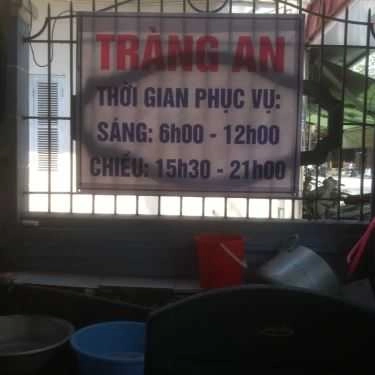 TRÀNG AN
THỜI GIAN PHỤC VỤ:
SÁNG: 6h00 - 12h00
CHIỀU: 15h30 - 21h00